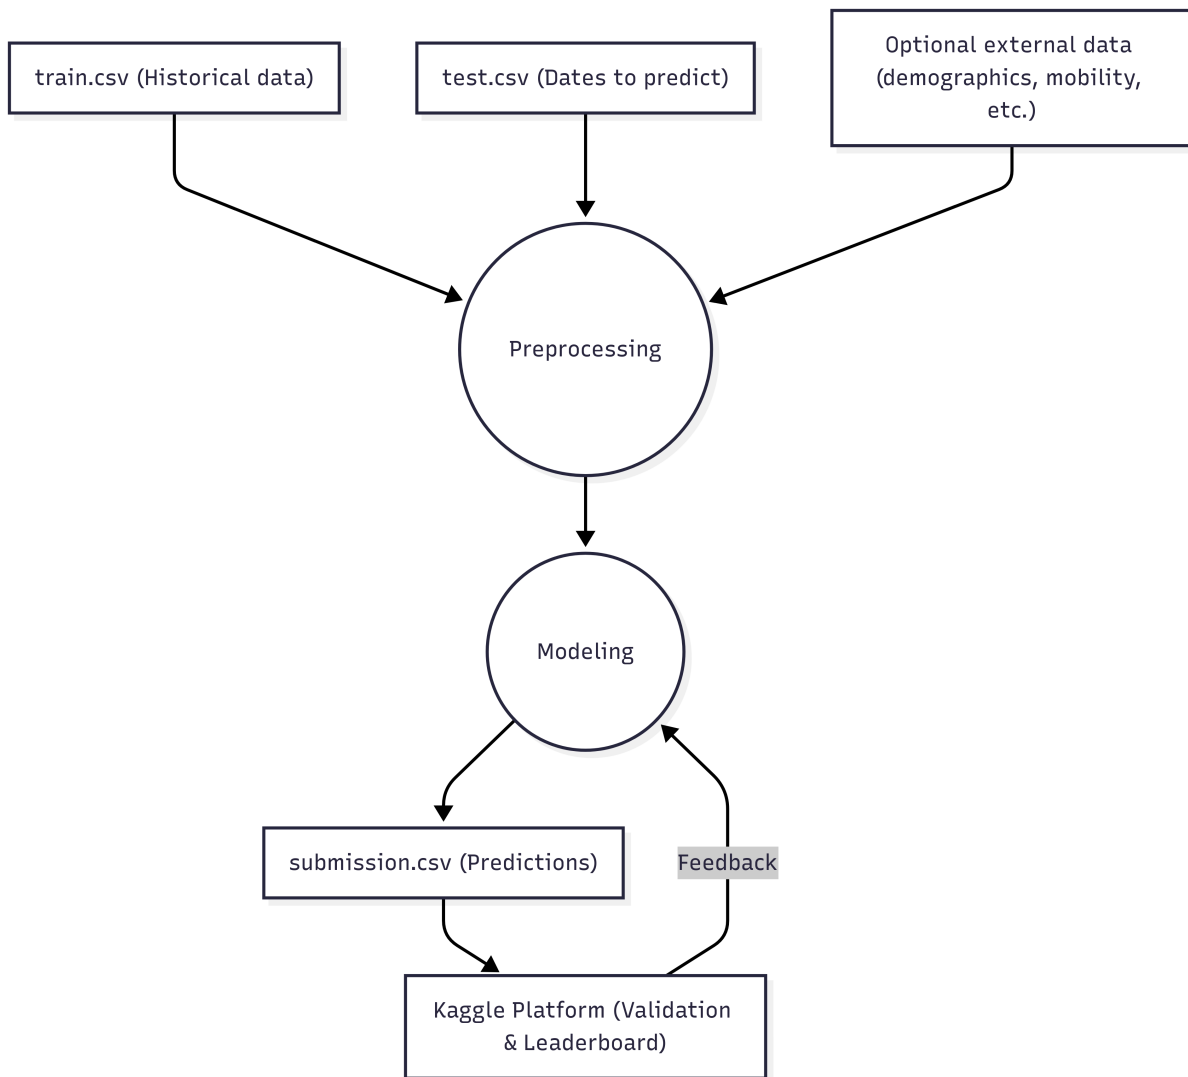 train.csv (Historical data)
test.csv (Dates to predict)
Optional external data
(demographics, mobility,
etc.)
Preprocessing
Modeling
submission.csv (Predictions)
Feedback
Kaggle Platform (Validation
& Leaderboard)